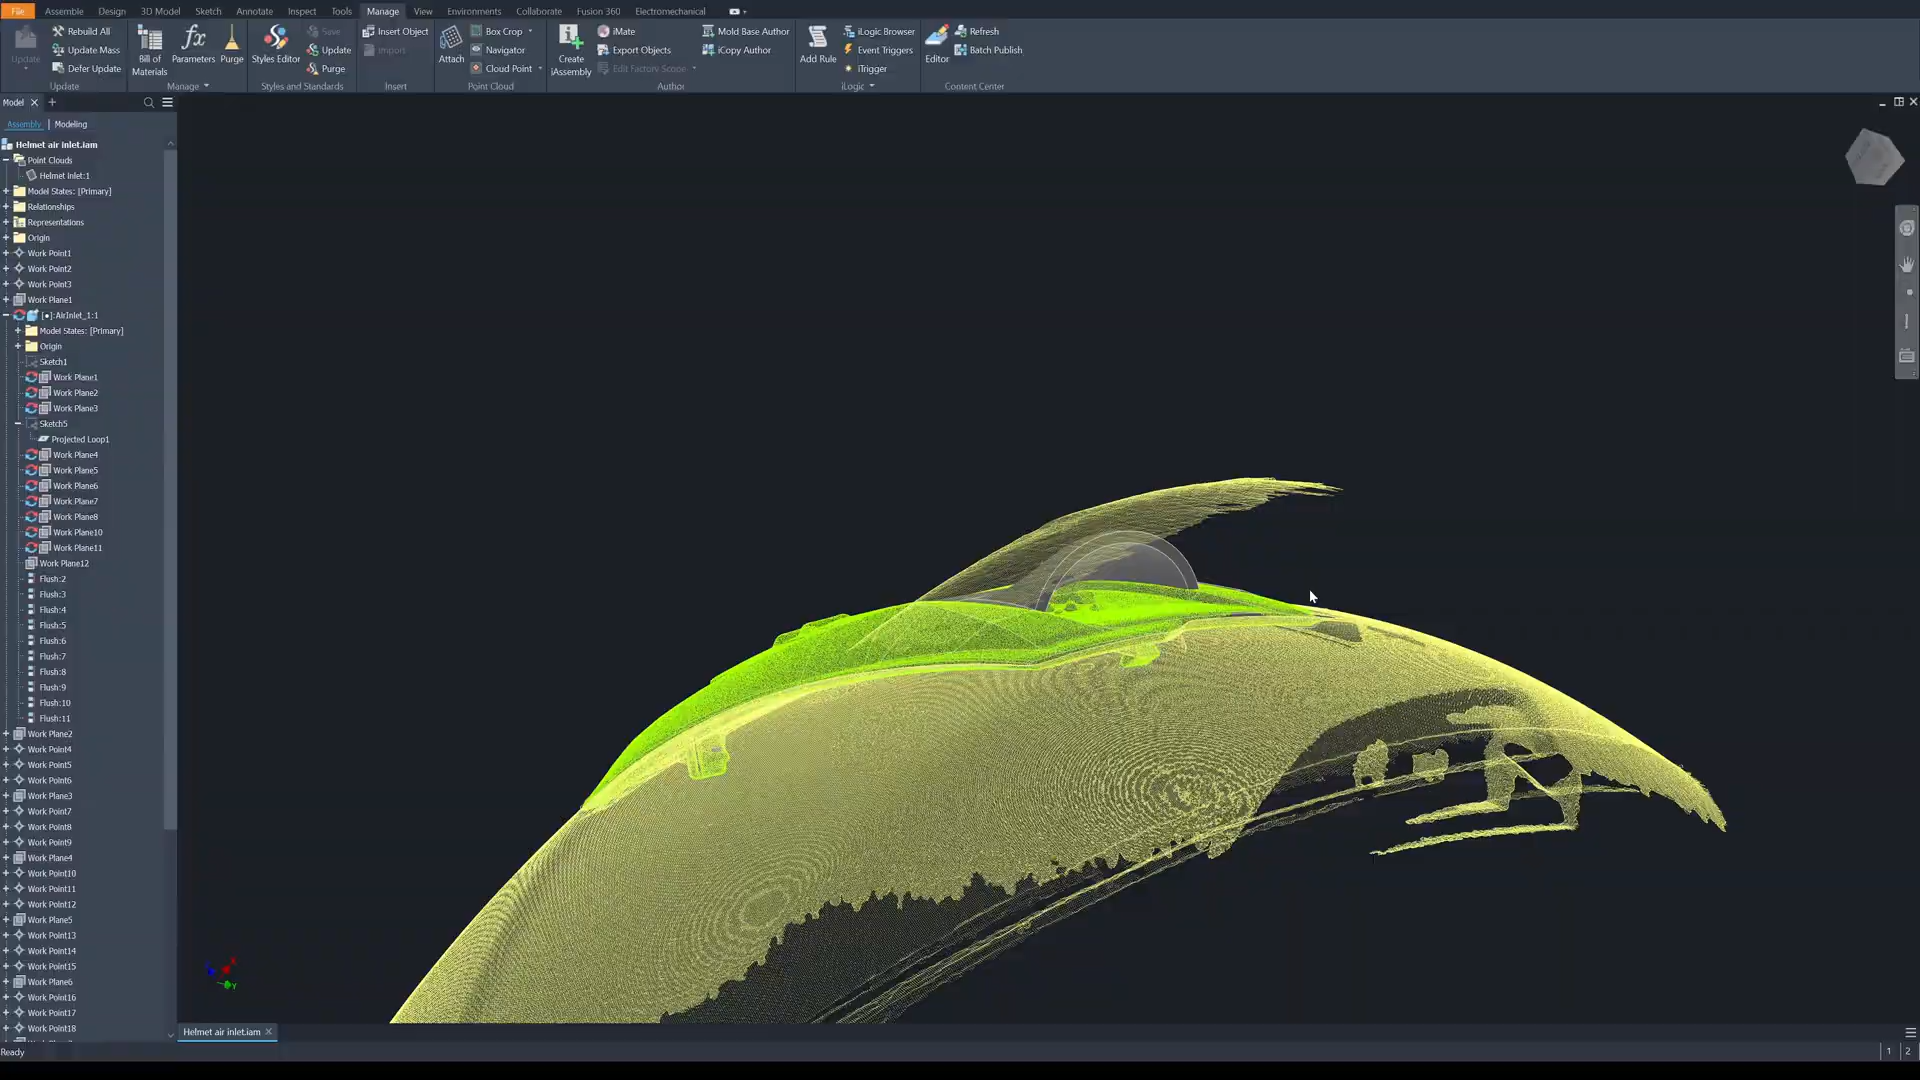 File Assembly Design 3D Model Sketch Annotate Inspect Tools Manage View Environments Collaborate Fusion 360 Electromechanical
Update
Rebuild All
Update Mass
Defer Update
Update
Bill of Materials
Parameters
Purge
Manage
Styles Editor
Save
Update
Purge
Styles and Standards
Insert Object
Import
Insert
Attach
Box Crop
Navigator
Cloud Point
Point Cloud
Create iAssembly
iMate
Export Objects
Edit Factory Scope
Mold Base Author
iCopy Author
Author
Add Rule
iLogic Browser
Event Triggers
iTrigger
iLogic
Editor
Refresh
Batch Publish
Content Center
Model
Assembly | Modeling
Helmet air inlet.iam
Point Clouds
Helmet Inlet:1
Model States: [Primary]
Relationships
Representations
Origin
Work Point1
Work Point2
Work Point3
Work Plane1
[●]:AirInlet_1:1
Model States: [Primary]
Origin
Sketch1
Work Plane1
Work Plane2
Work Plane3
Sketch5
Projected Loop1
Work Plane4
Work Plane5
Work Plane6
Work Plane7
Work Plane8
Work Plane10
Work Plane11
Work Plane12
Flush:2
Flush:3
Flush:4
Flush:5
Flush:6
Flush:7
Flush:8
Flush:9
Flush:10
Flush:11
Work Plane2
Work Point4
Work Point5
Work Point6
Work Plane3
Work Point7
Work Point8
Work Point9
Work Plane4
Work Point10
Work Point11
Work Point12
Work Plane5
Work Point13
Work Point14
Work Point15
Work Plane6
Work Point16
Work Point17
Work Point18
Helmet air inlet.iam
Ready
1 2